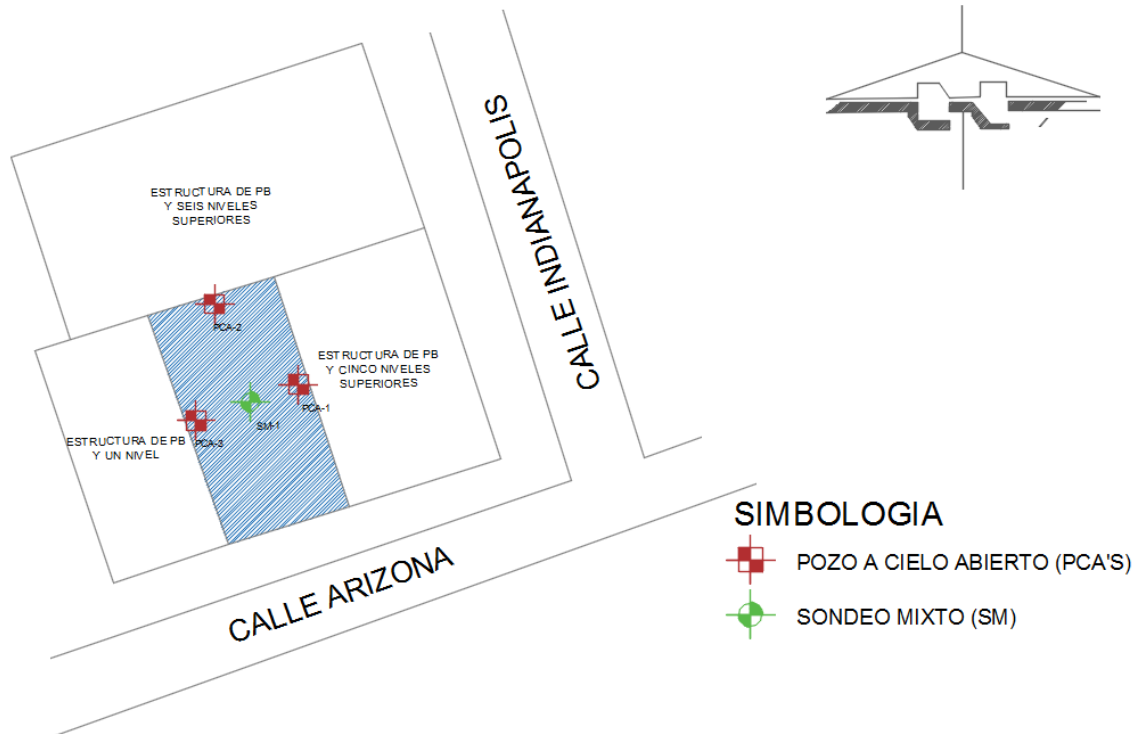 CALLE INDIANAPOLIS
ESTRUCTURA DE PB
Y SEIS NIVELES
SUPERIORES
PCA-2
ESTRUCTURA DE PB
Y CINCO NIVELES
SUPERIORES
PCA-1
SM-1
PCA-3
ESTRUCTURA DE PB
Y UN NIVEL
CALLE ARIZONA
SIMBOLOGIA
POZO A CIELO ABIERTO (PCA'S)
SONDEO MIXTO (SM)